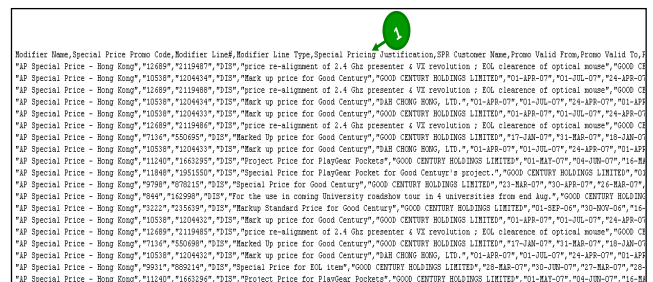 1
Modifier Name,Special Price Promo Code,Modifier Line#,Modifier Line Type,Special Pricing Justification,SPR Customer Name,Promo Valid From,Promo Valid To,F
"AP Special Price - Hong Kong","12689","2119487","DIS","price re-alignment of 2.4 Ghz presenter & VX revolution ; EOL clearence of optical mouse","GOOD CE
"AP Special Price - Hong Kong","10538","1204434","DIS","Mark up price for Good Century","GOOD CENTURY HOLDINGS LIMITED","01-APR-07","01-JUL-07","24-APR-0
"AP Special Price - Hong Kong","12689","2119488","DIS","price re-alignment of 2.4 Ghz presenter & VX revolution ; EOL clearence of optical mouse","GOOD CE
"AP Special Price - Hong Kong","10538","1204434","DIS","Mark up price for Good Century","DAH CHONG HONG, LTD.","01-APR-07","01-JUL-07","24-APR-07","01-APR
"AP Special Price - Hong Kong","10538","1204433","DIS","Mark up price for Good Century","GOOD CENTURY HOLDINGS LIMITED","01-APR-07","01-JUL-07","24-APR-0
"AP Special Price - Hong Kong","12689","2119486","DIS","price re-alignment of 2.4 Ghz presenter & VX revolution ; EOL clearence of optical mouse","GOOD CE
"AP Special Price - Hong Kong","7136","550695","DIS","Marked Up price for Good Century","GOOD CENTURY HOLDINGS LIMITED","17-JAN-07","31-MAR-07","18-JAN-0
"AP Special Price - Hong Kong","10538","1204433","DIS","Mark up price for Good Century","DAH CHONG HONG, LTD.","01-APR-07","01-JUL-07","24-APR-07","01-APR
"AP Special Price - Hong Kong","11240","1663295","DIS","Project Price for PlayGear Pockets","GOOD CENTURY HOLDINGS LIMITED","01-MAY-07","04-JUN-07","16-MA
"AP Special Price - Hong Kong","11848","1951550","DIS","Special Price for PlayGear Pocket for Good Centuyr's project.","GOOD CENTURY HOLDINGS LIMITED","01
"AP Special Price - Hong Kong","9798","878215","DIS","Special Price for Good Century","GOOD CENTURY HOLDINGS LIMITED","23-MAR-07","30-APR-07","26-MAR-07",
"AP Special Price - Hong Kong","844","162998","DIS","For the use in coming University roadshow tour in 4 universities from end Aug.","GOOD CENTURY HOLDING
"AP Special Price - Hong Kong","3222","235639","DIS","Markup Standard Price for Good Century","GOOD CENTURY HOLDINGS LIMITED","01-SEP-06","30-NOV-06","16-
"AP Special Price - Hong Kong","10538","1204432","DIS","Mark up price for Good Century","GOOD CENTURY HOLDINGS LIMITED","01-APR-07","01-JUL-07","24-APR-0
"AP Special Price - Hong Kong","12689","2119485","DIS","price re-alignment of 2.4 Ghz presenter & VX revolution ; EOL clearence of optical mouse","GOOD CE
"AP Special Price - Hong Kong","7136","550698","DIS","Marked Up price for Good Century","GOOD CENTURY HOLDINGS LIMITED","17-JAN-07","31-MAR-07","18-JAN-0
"AP Special Price - Hong Kong","10538","1204432","DIS","Mark up price for Good Century","DAH CHONG HONG, LTD.","01-APR-07","01-JUL-07","24-APR-07","01-APR
"AP Special Price - Hong Kong","9931","889214","DIS","Special Price for EOL item","GOOD CENTURY HOLDINGS LIMITED","28-MAR-07","30-JUN-07","27-MAR-07","28-
"AP Special Price - Hong Kong","11240","1663296","DIS","Project Price for PlayGear Pockets","GOOD CENTURY HOLDINGS LIMITED","01-MAY-07","04-JUN-07","16-MA